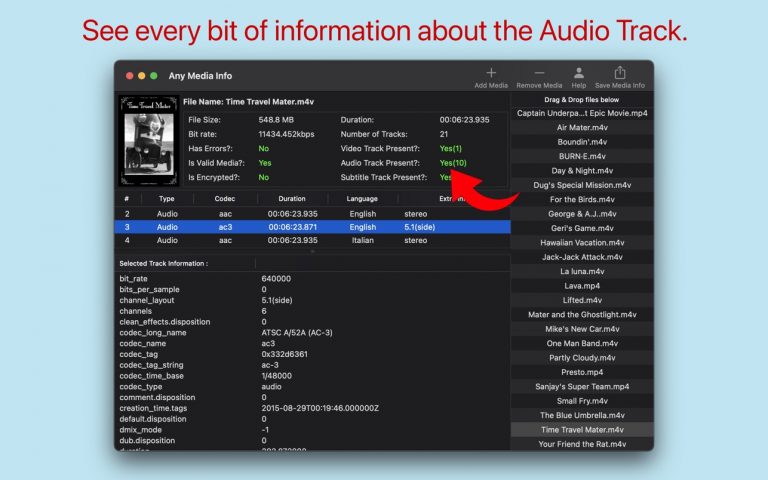 See every bit of information about the Audio Track.
Any Media Info
Add Media
Remove Media
Help
Save Media Info
Time Travel Mater
File Name: Time Travel Mater.m4v
File Size: 548.8 MB Duration: 00:06:23.935
Bit rate: 11434.452kbps Number of Tracks: 21
Has Errors?: No Video Track Present?: Yes(1)
Is Valid Media?: Yes Audio Track Present?: Yes(10)
Is Encrypted?: No Subtitle Track Present?: Yes
# Type Codec Duration Language
2 Audio aac 00:06:23.935 English stereo
3 Audio ac3 00:06:23.871 English 5.1(side)
4 Audio aac 00:06:23.935 Italian stereo
Selected Track Information :
bit_rate 640000
bits_per_sample 0
channel_layout 5.1(side)
channels 6
clean_effects.disposition 0
codec_long_name ATSC A/52A (AC-3)
codec_name ac3
codec_tag 0x332d6361
codec_tag_string ac-3
codec_time_base 1/48000
codec_type audio
comment.disposition 0
creation_time.tags 2015-08-29T00:19:46.000000Z
default.disposition 0
dmix_mode -1
dub.disposition 0
Drag & Drop files below
Captain Underpa...t Epic Movie.mp4
Air Mater.m4v
Boundin'.m4v
BURN-E.m4v
Day & Night.m4v
Dug's Special Mission.m4v
For the Birds.m4v
George & A.J..m4v
Geri's Game.m4v
Hawaiian Vacation.m4v
Jack-Jack Attack.m4v
La luna.m4v
Lava.mp4
Lifted.m4v
Mater and the Ghostlight.m4v
Mike's New Car.m4v
One Man Band.m4v
Partly Cloudy.m4v
Presto.mp4
Sanjay's Super Team.mp4
Small Fry.m4v
The Blue Umbrella.m4v
Time Travel Mater.m4v
Your Friend the Rat.m4v